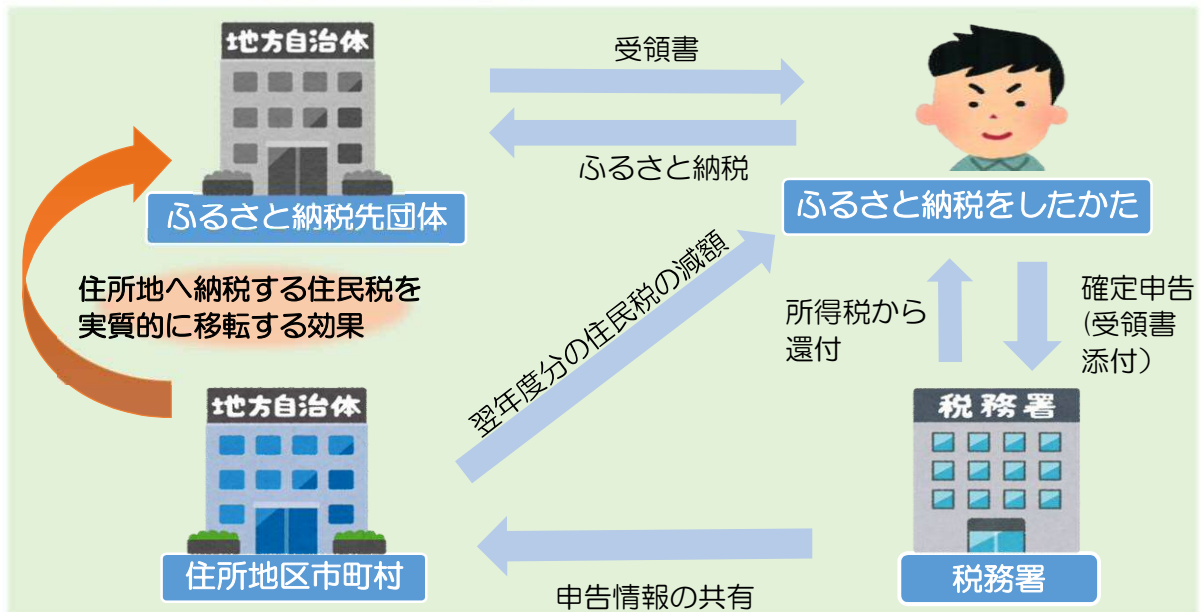 地方自治体
ふるさと納税先団体
受領書
ふるさと納税
ふるさと納税をしたかた
住所地へ納税する住民税を
実質的に移転する効果
翌年度分の住民税の減額
所得税から
還付
確定申告
(受領書
添付)
地方自治体
住所地区市町村
申告情報の共有
税務署
税務署